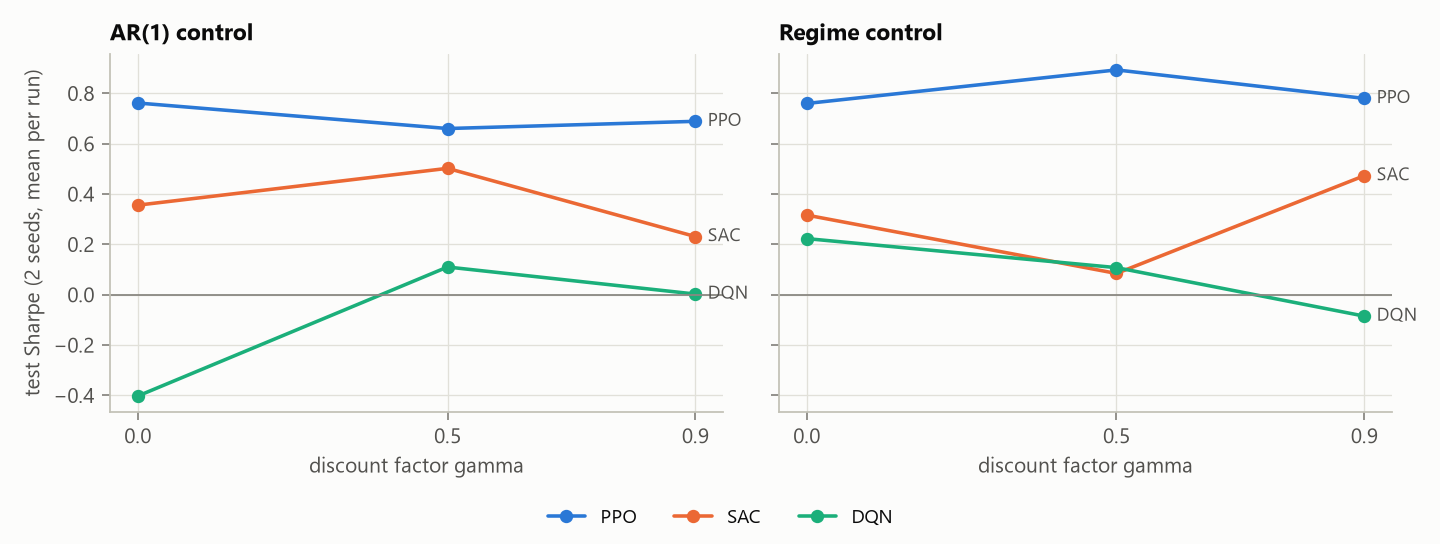 AR(1) control
test Sharpe (2 seeds, mean per run)
0.8
0.6
0.4
0.2
0.0
−0.2
−0.4
PPO
SAC
DQN
0.0
0.5
0.9
discount factor gamma
Regime control
PPO
SAC
DQN
0.0
0.5
0.9
discount factor gamma
PPO
SAC
DQN